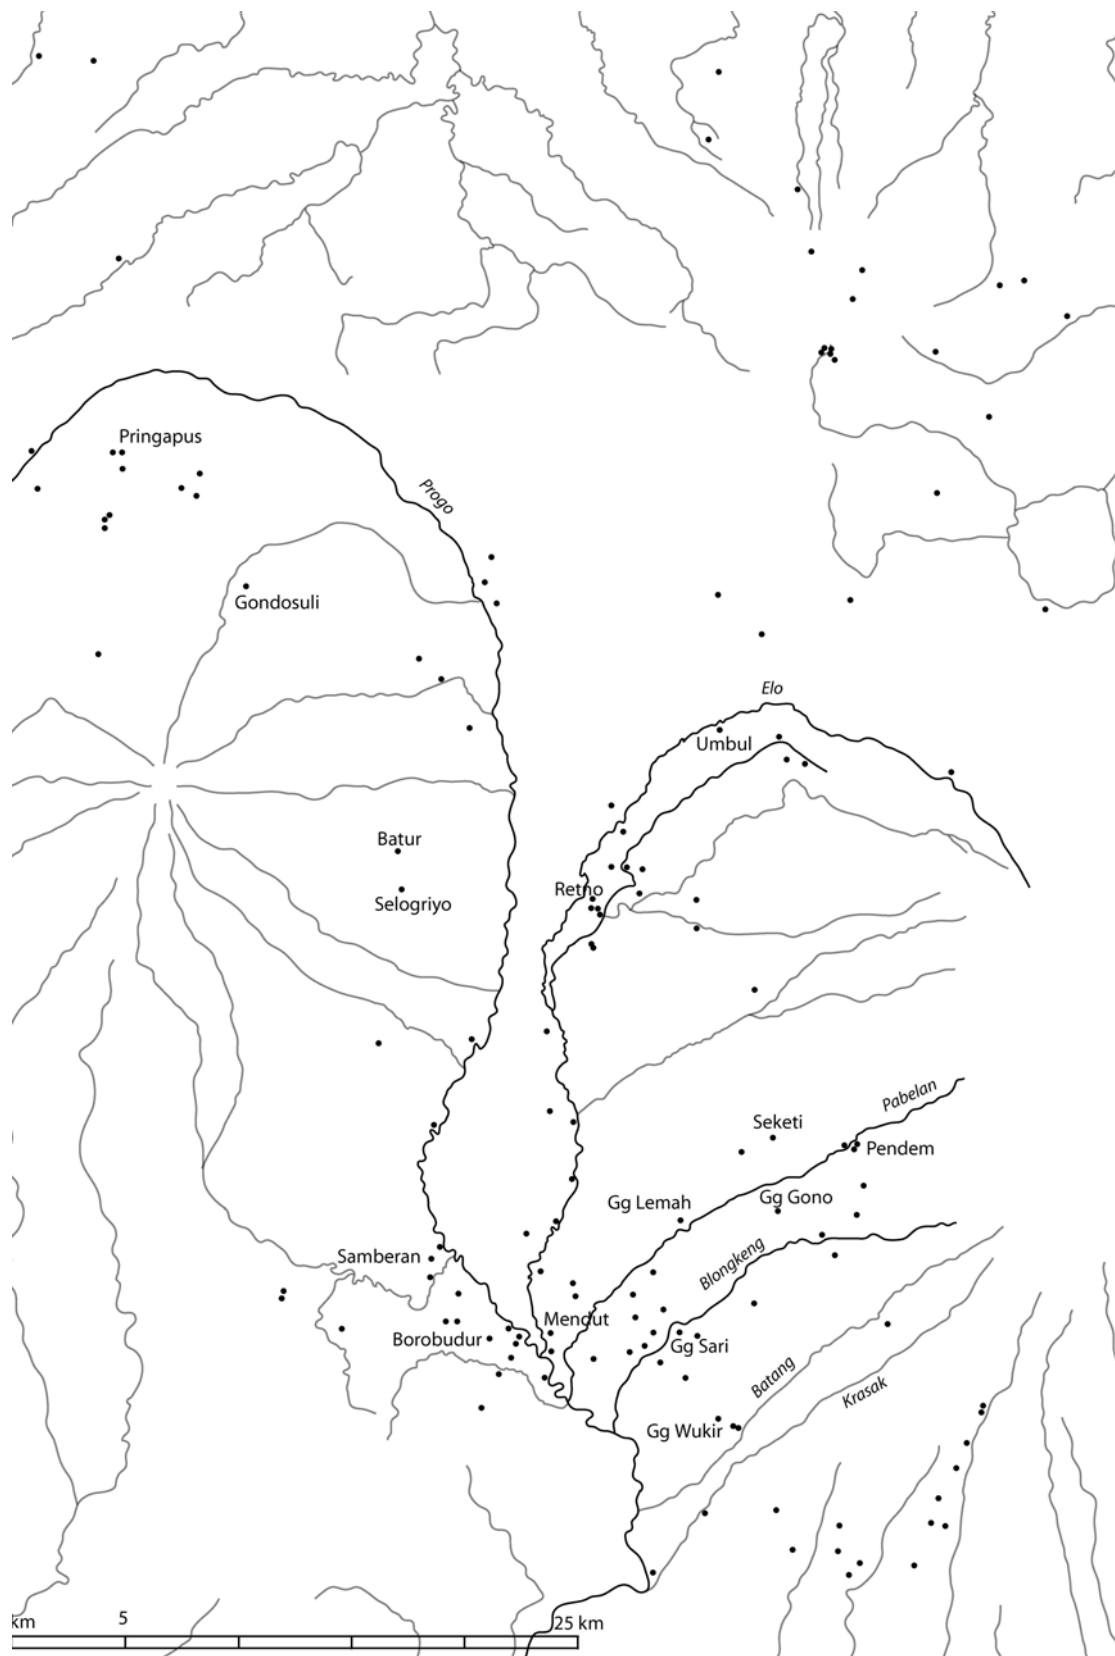 Pringapus
Progo
Gondosuli
Elo
Umbul
Batur
Retno
Selogriyo
Pabelan
Seketi
Pendem
Gg Lemah
Gg Gono
Samberan
Blongkeng
Mendut
Borobudur
Gg Sari
Batang
Krasak
Gg Wukir
km
5
25 km